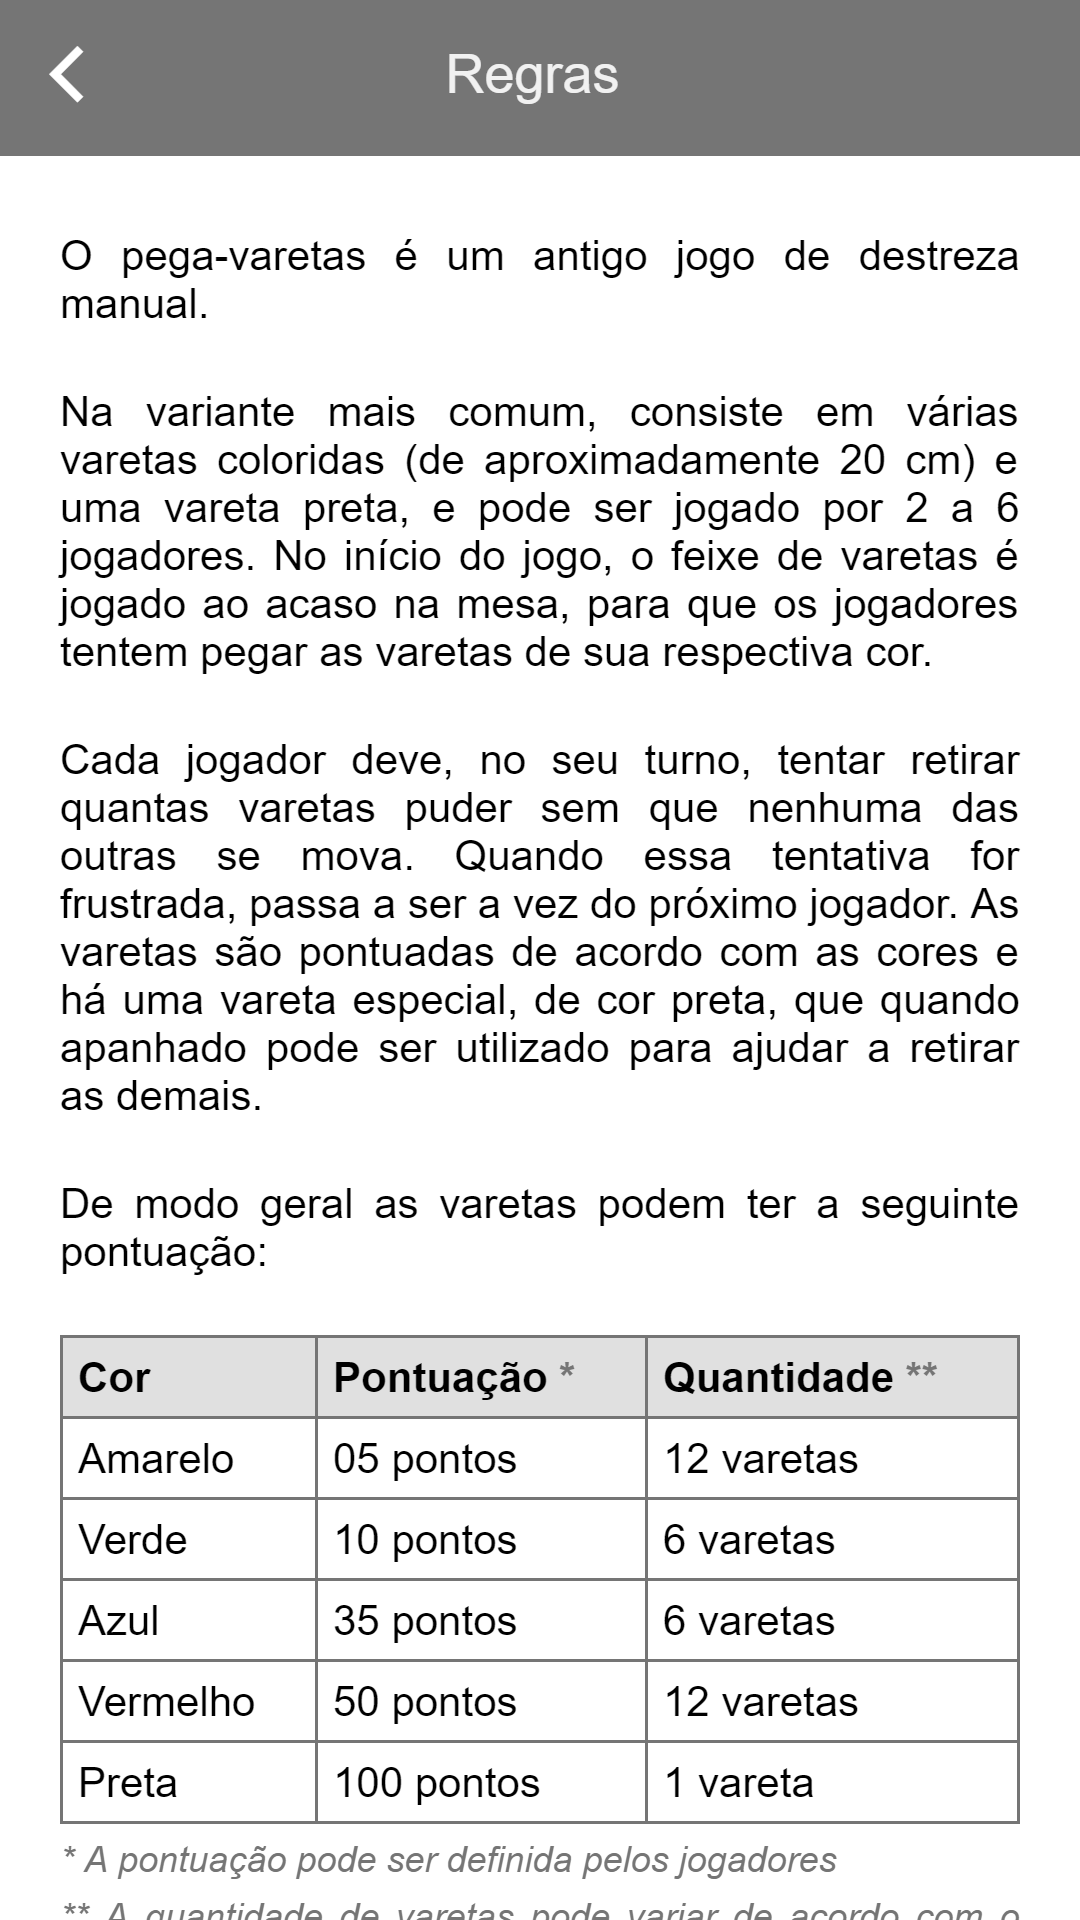 Regras
O pega-varetas é um antigo jogo de destreza
manual.
Na variante mais comum, consiste em várias
varetas coloridas (de aproximadamente 20 cm) e
uma vareta preta, e pode ser jogado por 2 a 6
jogadores. No início do jogo, o feixe de varetas é
jogado ao acaso na mesa, para que os jogadores
tentem pegar as varetas de sua respectiva cor.
Cada jogador deve, no seu turno, tentar retirar
quantas varetas puder sem que nenhuma das
outras se mova. Quando essa tentativa for
frustrada, passa a ser a vez do próximo jogador. As
varetas são pontuadas de acordo com as cores e
há uma vareta especial, de cor preta, que quando
apanhado pode ser utilizado para ajudar a retirar
as demais.
De modo geral as varetas podem ter a seguinte
pontuação:
Cor Pontuação * Quantidade **
Amarelo 05 pontos 12 varetas
Verde 10 pontos 6 varetas
Azul 35 pontos 6 varetas
Vermelho 50 pontos 12 varetas
Preta 100 pontos 1 vareta
* A pontuação pode ser definida pelos jogadores
** A quantidade de varetas pode variar de acordo com o